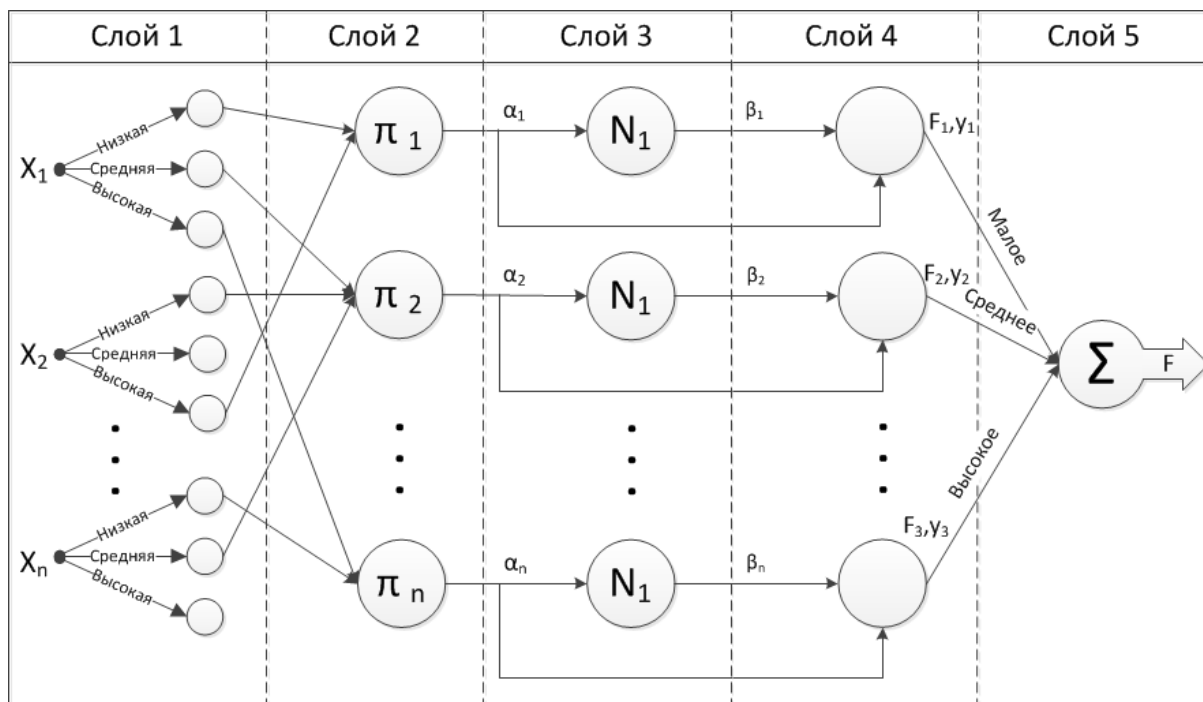 Слой 1
Слой 2
Слой 3
Слой 4
Слой 5
X1
Низкая
Средняя
Высокая
X2
Низкая
Средняя
Высокая
Xn
Низкая
Средняя
Высокая
π 1
π 2
π n
α1
α2
αn
N1
N1
N1
β1
β2
βn
F1,y1
F2,y2
F3,y3
Малое
Среднее
Высокое
Σ
F